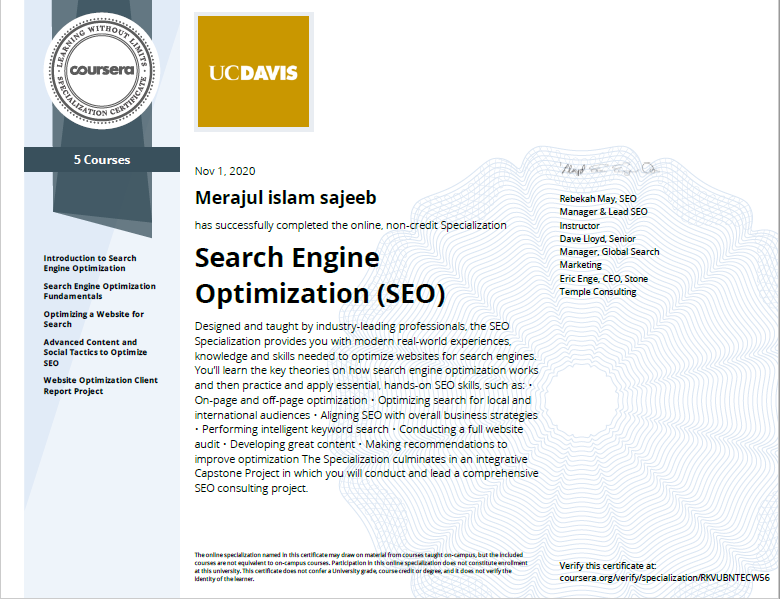 LEARNING WITHOUT LIMITS
coursera
SPECIALIZATION CERTIFICATE
5 Courses
Introduction to Search
Engine Optimization
Search Engine Optimization
Fundamentals
Optimizing a Website for
Search
Advanced Content and
Social Tactics to Optimize
SEO
Website Optimization Client
Report Project
UCDAVIS
Nov 1, 2020
Merajul islam sajeeb
has successfully completed the online, non-credit Specialization
Search Engine
Optimization (SEO)
Designed and taught by industry-leading professionals, the SEO
Specialization provides you with modern real-world experiences,
knowledge and skills needed to optimize websites for search engines.
You'll learn the key theories on how search engine optimization works
and then practice and apply essential, hands-on SEO skills, such as: •
On-page and off-page optimization • Optimizing search for local and
international audiences • Aligning SEO with overall business strategies
• Performing intelligent keyword search • Conducting a full website
audit • Developing great content • Making recommendations to
improve optimization The Specialization culminates in an integrative
Capstone Project in which you will conduct and lead a comprehensive
SEO consulting project.
Rebekah May, SEO
Manager & Lead SEO
Instructor
Dave Lloyd, Senior
Manager, Global Search
Marketing
Eric Enge, CEO, Stone
Temple Consulting
The online specialization named in this certificate may draw on material from courses taught on-campus, but the included
courses are not equivalent to on-campus courses. Participation in this online specialization does not constitute enrollment
at this university. This certificate does not confer a University grade, course credit or degree, and it does not verify the
identity of the learner.
Verify this certificate at:
coursera.org/verify/specialization/RKVUBNTECW56